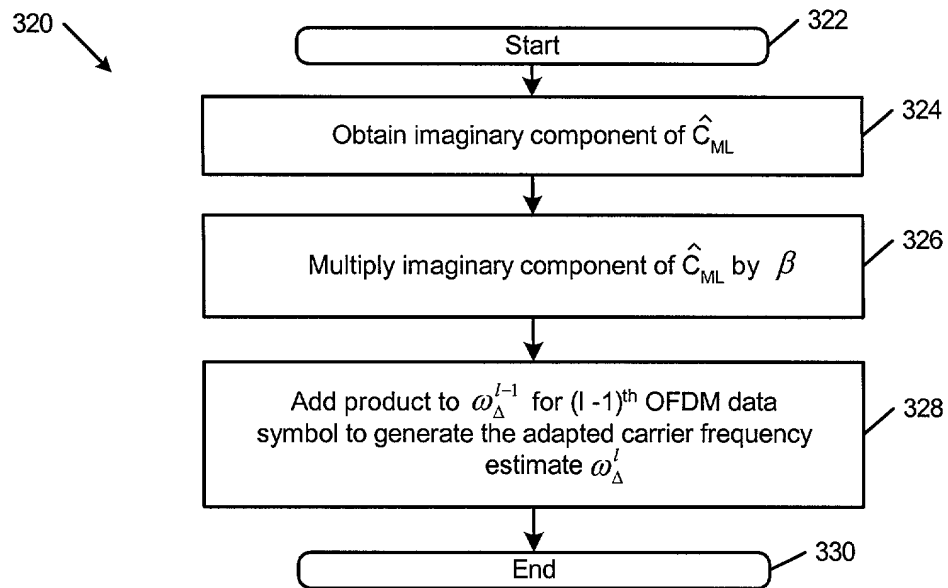 320
Start
322
Obtain imaginary component of Ĉ_ML
324
Multiply imaginary component of Ĉ_ML by β
326
Add product to ω_Δ^{l-1} for (l -1)^th OFDM data
symbol to generate the adapted carrier frequency
estimate ω_Δ^l
328
End
330